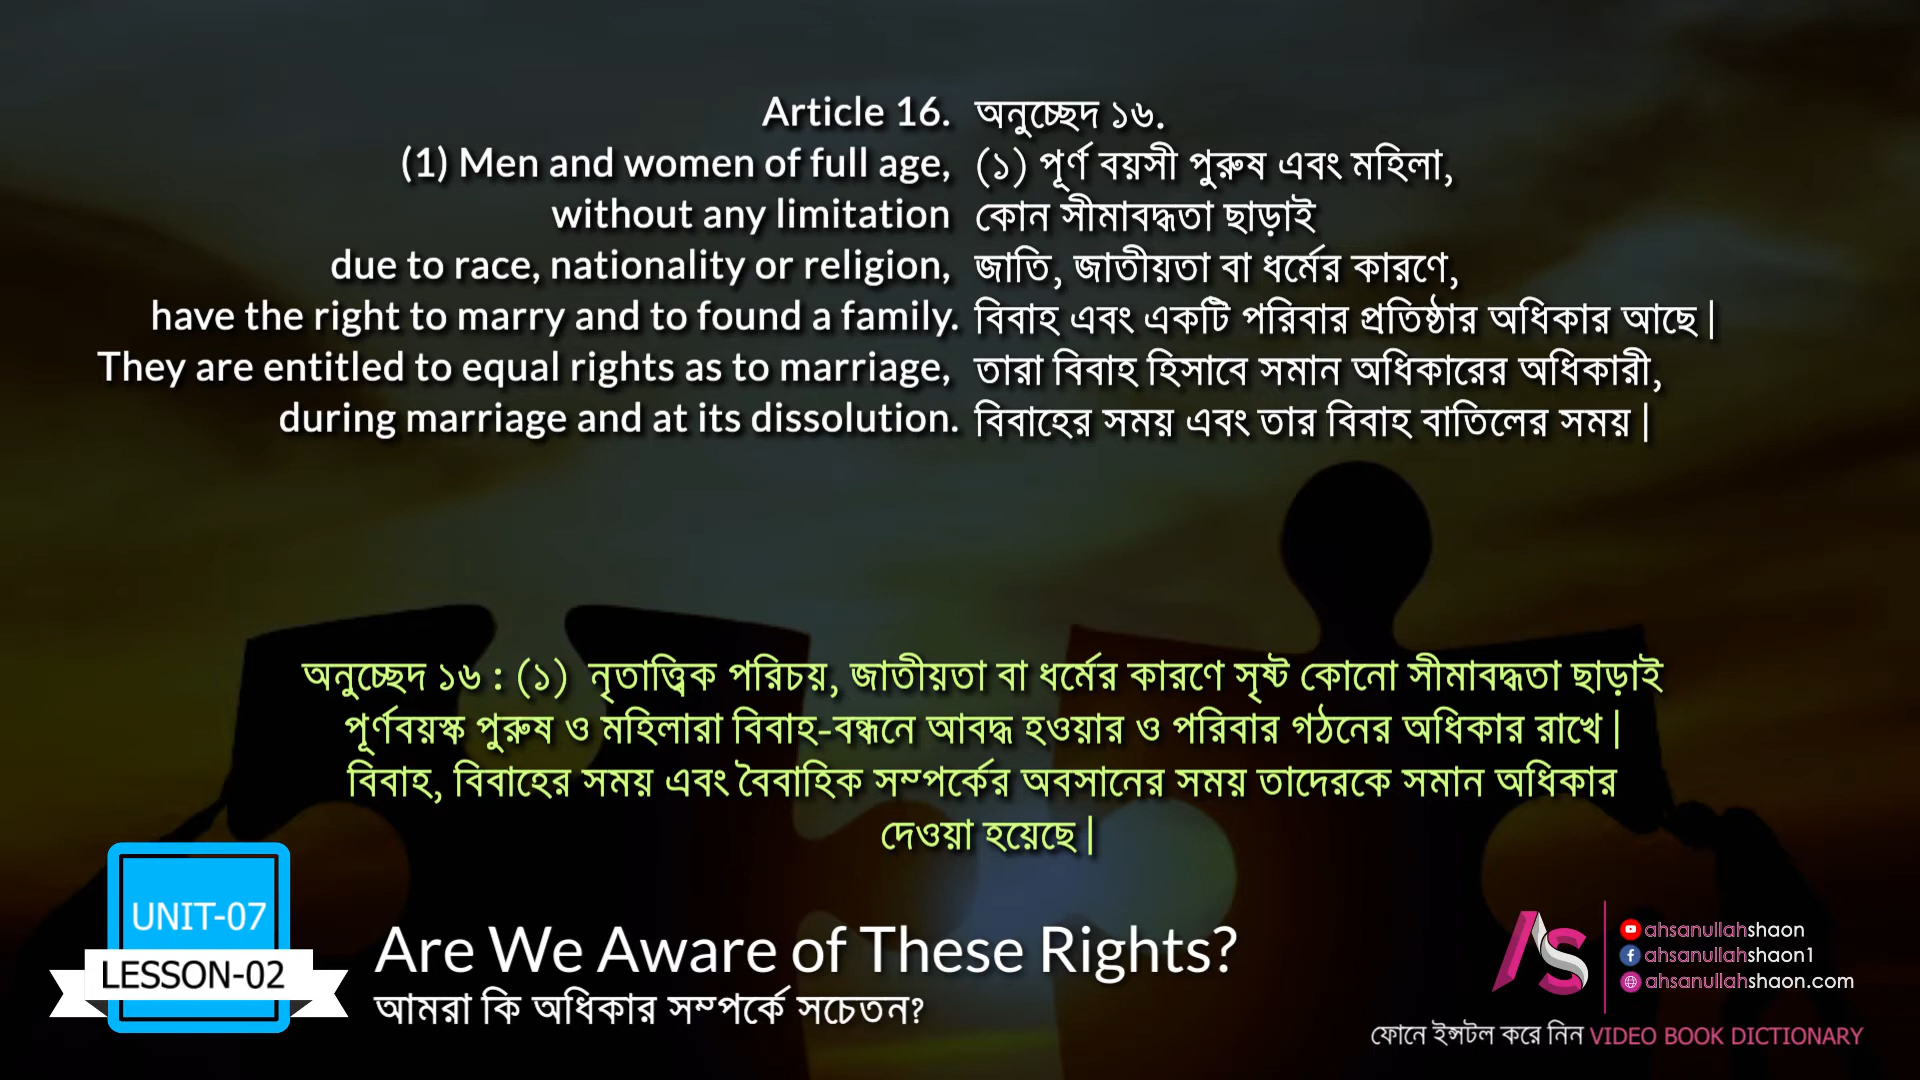 Article 16. অনুচ্ছেদ ১৬.
(1) Men and women of full age, (১) পূর্ণ বয়সী পুরুষ এবং মহিলা,
without any limitation কোন সীমাবদ্ধতা ছাড়াই
due to race, nationality or religion, জাতি, জাতীয়তা বা ধর্মের কারণে,
have the right to marry and to found a family. বিবাহ এবং একটি পরিবার প্রতিষ্ঠার অধিকার আছে|
They are entitled to equal rights as to marriage, তারা বিবাহ হিসাবে সমান অধিকারের অধিকারী,
during marriage and at its dissolution. বিবাহের সময় এবং তার বিবাহ বাতিলের সময়|
অনুচ্ছেদ ১৬ : (১) নৃতাত্ত্বিক পরিচয়, জাতীয়তা বা ধর্মের কারণে সৃষ্ট কোনো সীমাবদ্ধতা ছাড়াই
পূর্ণবয়স্ক পুরুষ ও মহিলারা বিবাহ-বন্ধনে আবদ্ধ হওয়ার ও পরিবার গঠনের অধিকার রাখে|
বিবাহ, বিবাহের সময় এবং বৈবাহিক সম্পর্কের অবসানের সময় তাদেরকে সমান অধিকার
দেওয়া হয়েছে|
UNIT-07
LESSON-02
Are We Aware of These Rights?
আমরা কি অধিকার সম্পর্কে সচেতন?
AS
ahsanullahshaon
ahsanullahshaon1
ahsanullahshaon.com
ফোনে ইন্সটল করে নিন VIDEO BOOK DICTIONARY